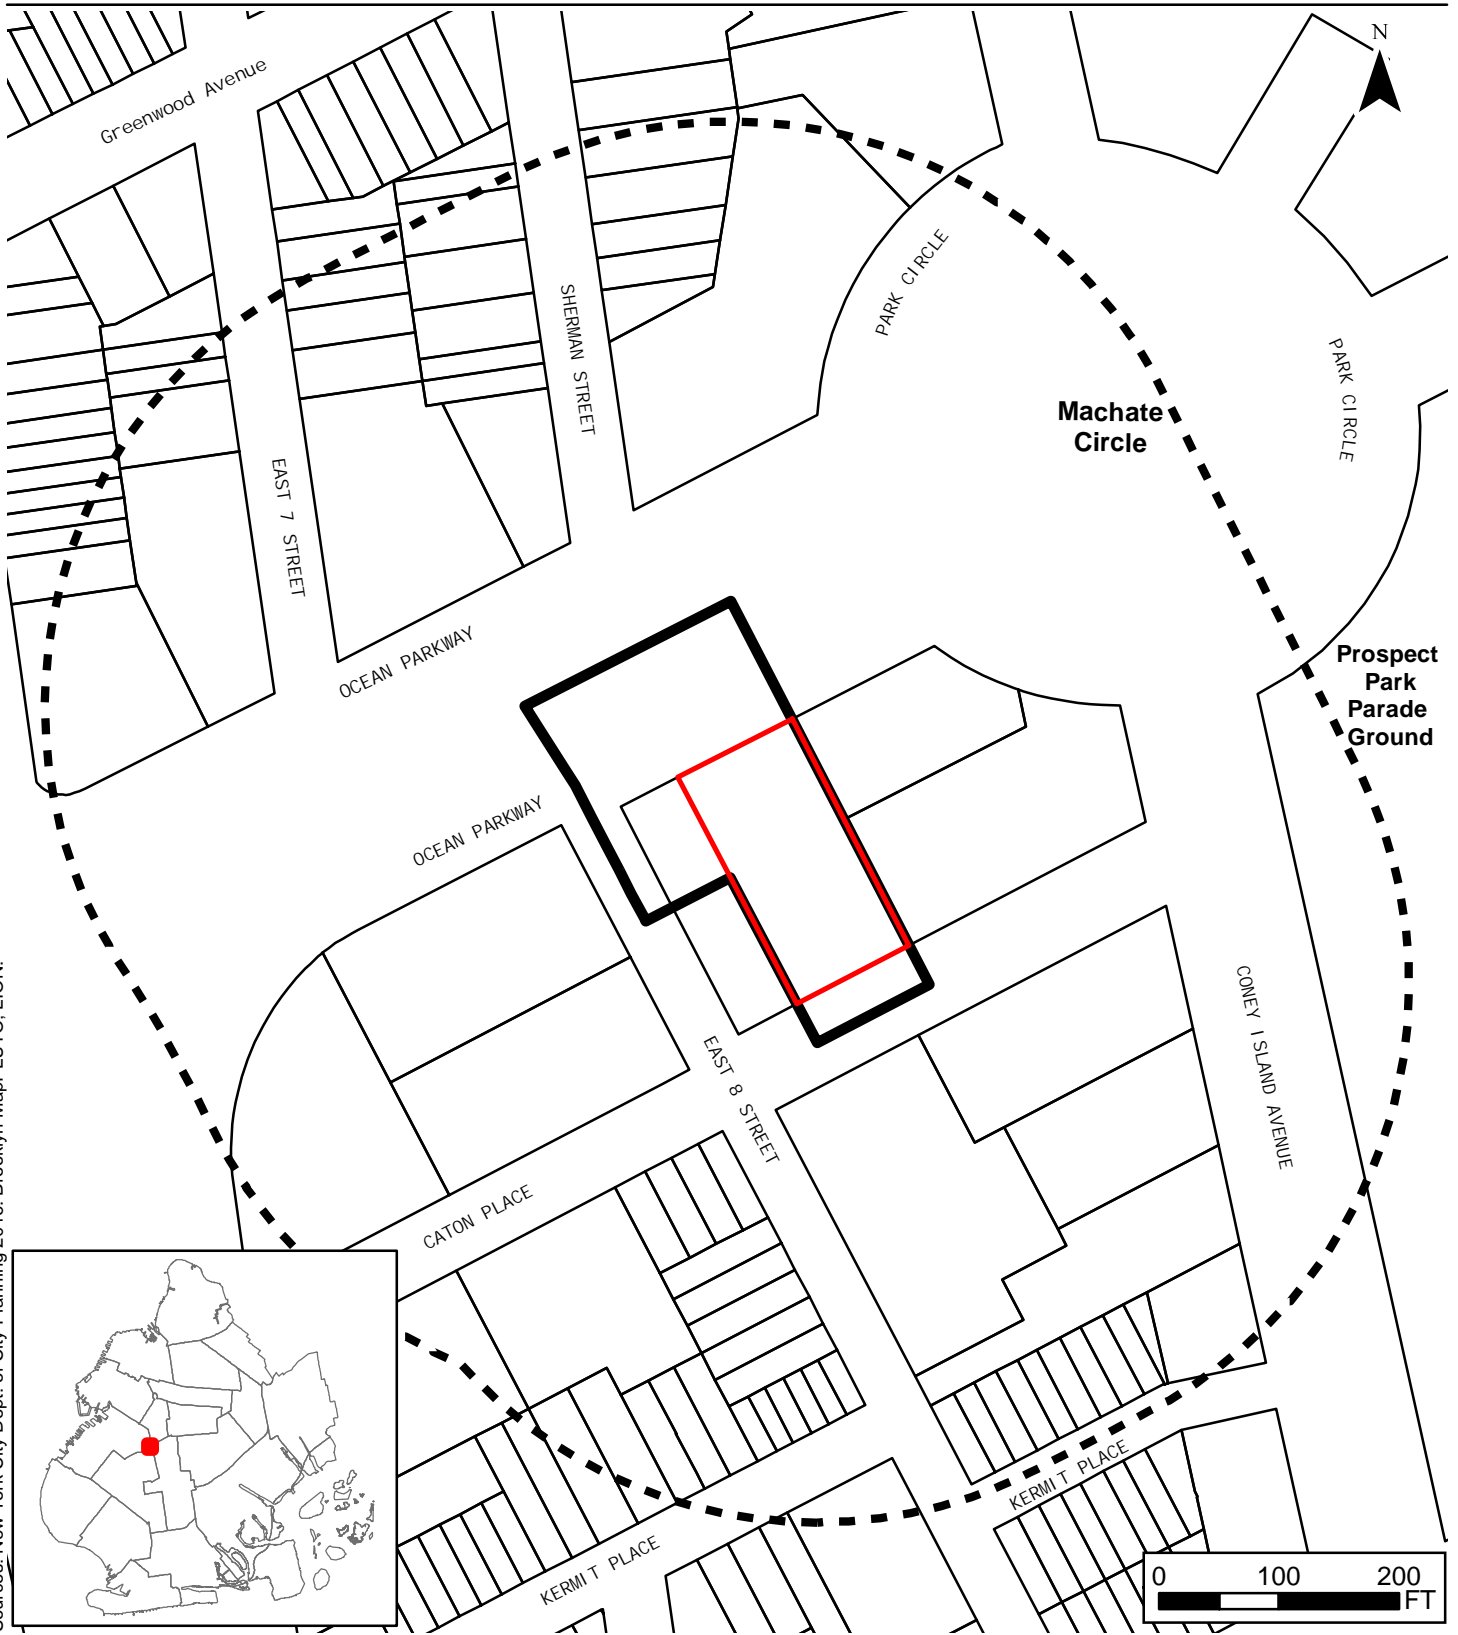 N
Greenwood Avenue
PARK CIRCLE
SHERMAN STREET
PARK CIRCLE
Machate
Circle
EAST 7 STREET
OCEAN PARKWAY
Prospect
Park
Parade
Ground
OCEAN PARKWAY
CONEY ISLAND AVENUE
EAST 8 STREET
CATON PLACE
KERMIT PLACE
KERMIT PLACE
0 100 200
FT